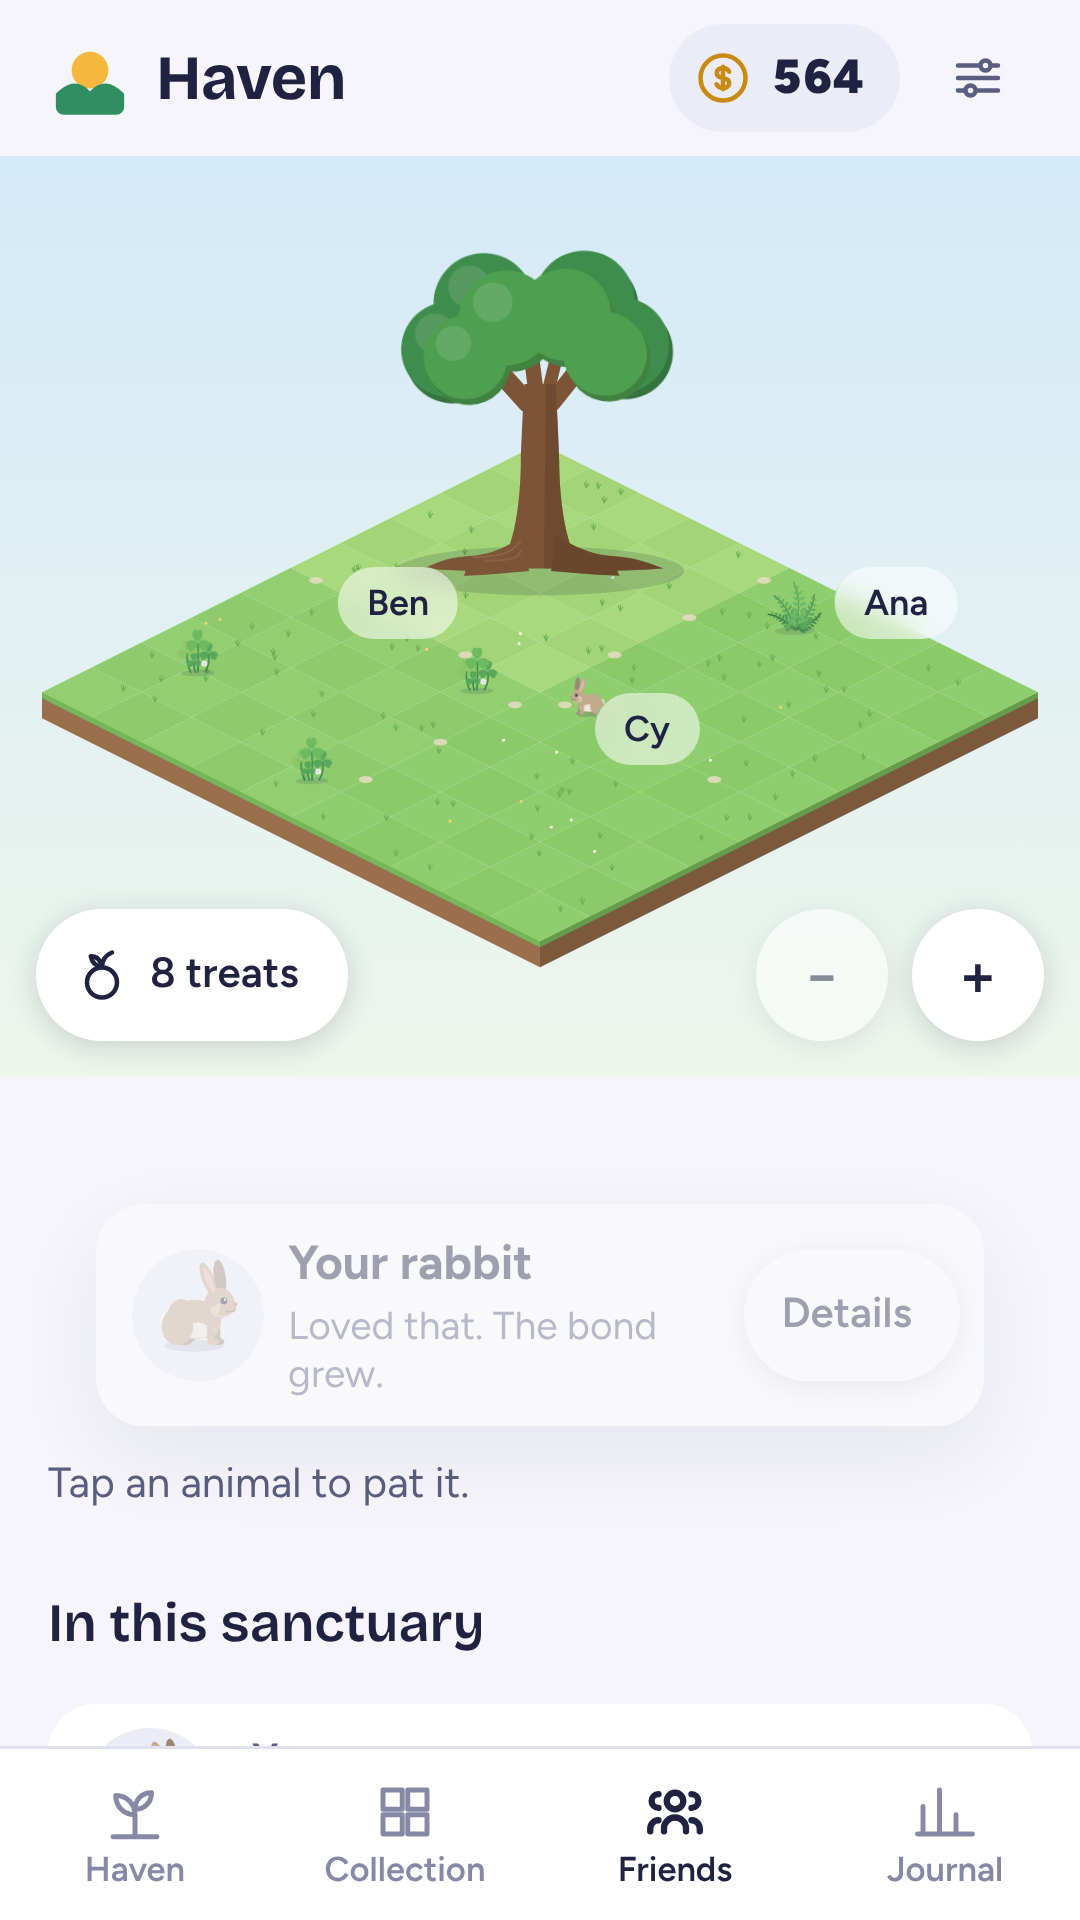 Haven
564
Ben
Ana
Cy
8 treats
−
+
Your rabbit
Loved that. The bond
grew.
Details
Tap an animal to pat it.
In this sanctuary
Haven
Collection
Friends
Journal